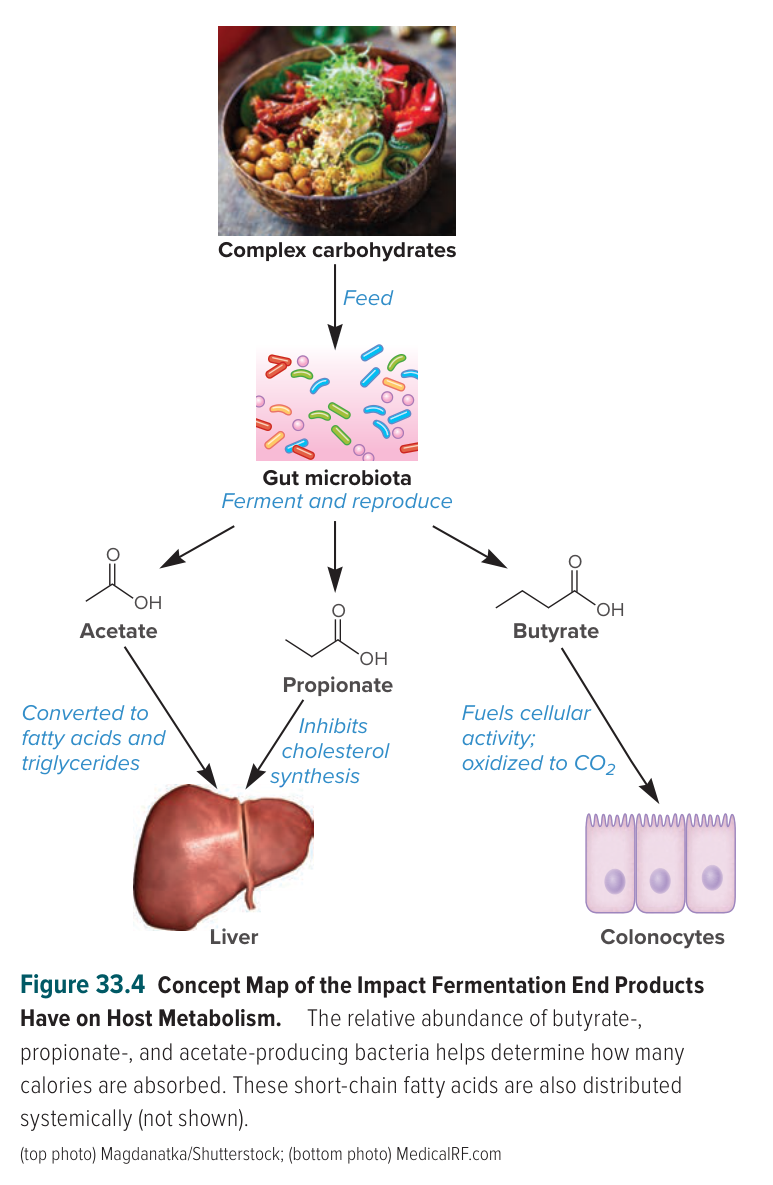 Complex carbohydrates
Feed
Gut microbiota
Ferment and reproduce
O
OH
Acetate
O
OH
Propionate
O
OH
Butyrate
Converted to
fatty acids and
triglycerides
Inhibits
cholesterol
synthesis
Fuels cellular
activity;
oxidized to CO₂
Liver
Colonocytes
Figure 33.4 Concept Map of the Impact Fermentation End Products
Have on Host Metabolism. The relative abundance of butyrate-,
propionate-, and acetate-producing bacteria helps determine how many
calories are absorbed. These short-chain fatty acids are also distributed
systemically (not shown).
(top photo) Magdanatka/Shutterstock; (bottom photo) MedicalRF.com